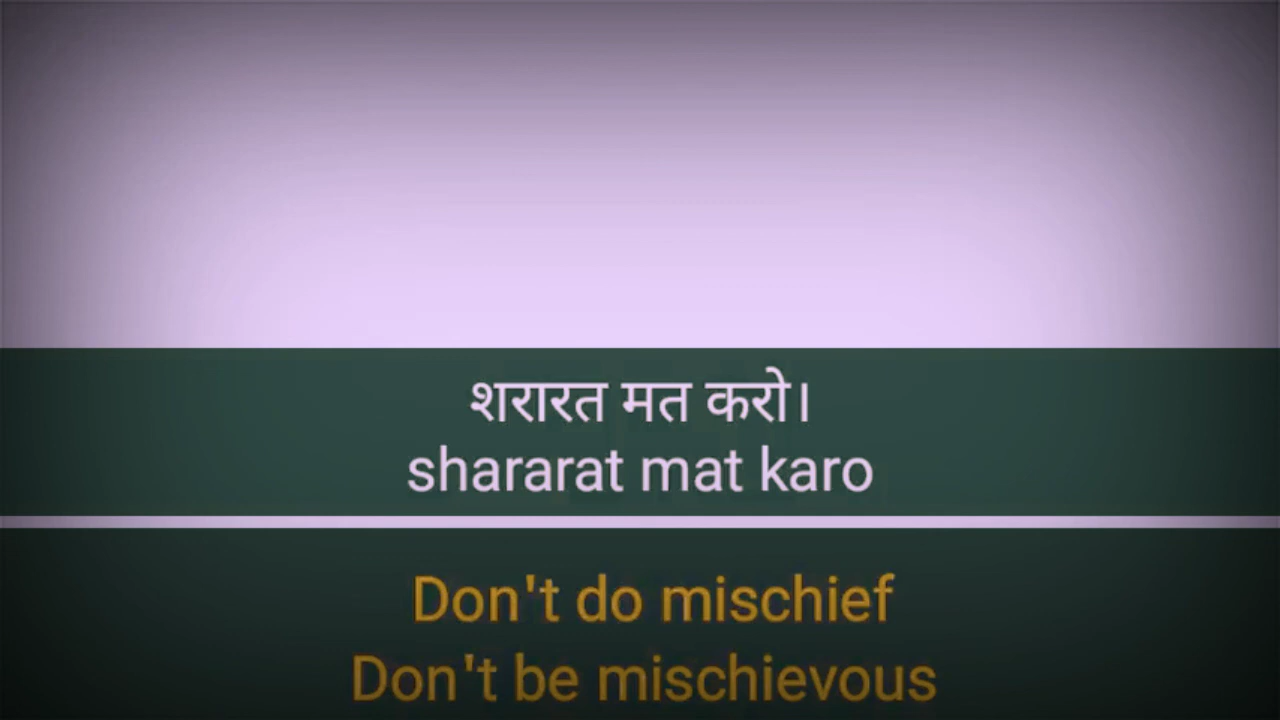 शरारत मत करो।
shararat mat karo
Don't do mischief
Don't be mischievous